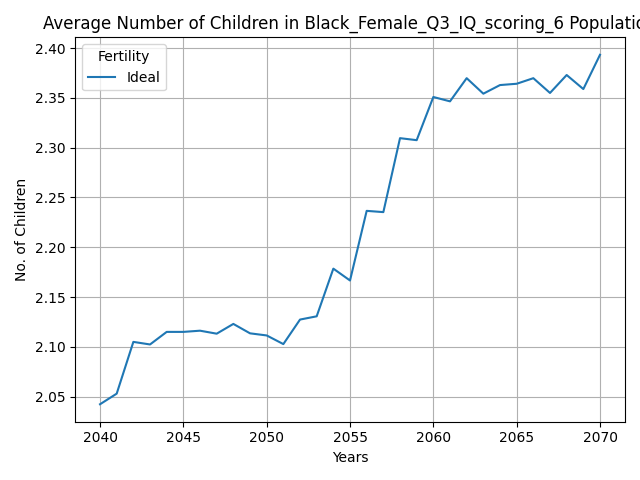 Average Number of Children in Black_Female_Q3_IQ_scoring_6 Populatio
Fertility
Ideal
2.40
2.35
2.30
2.25
2.20
2.15
2.10
2.05
No. of Children
2040 2045 2050 2055 2060 2065 2070
Years